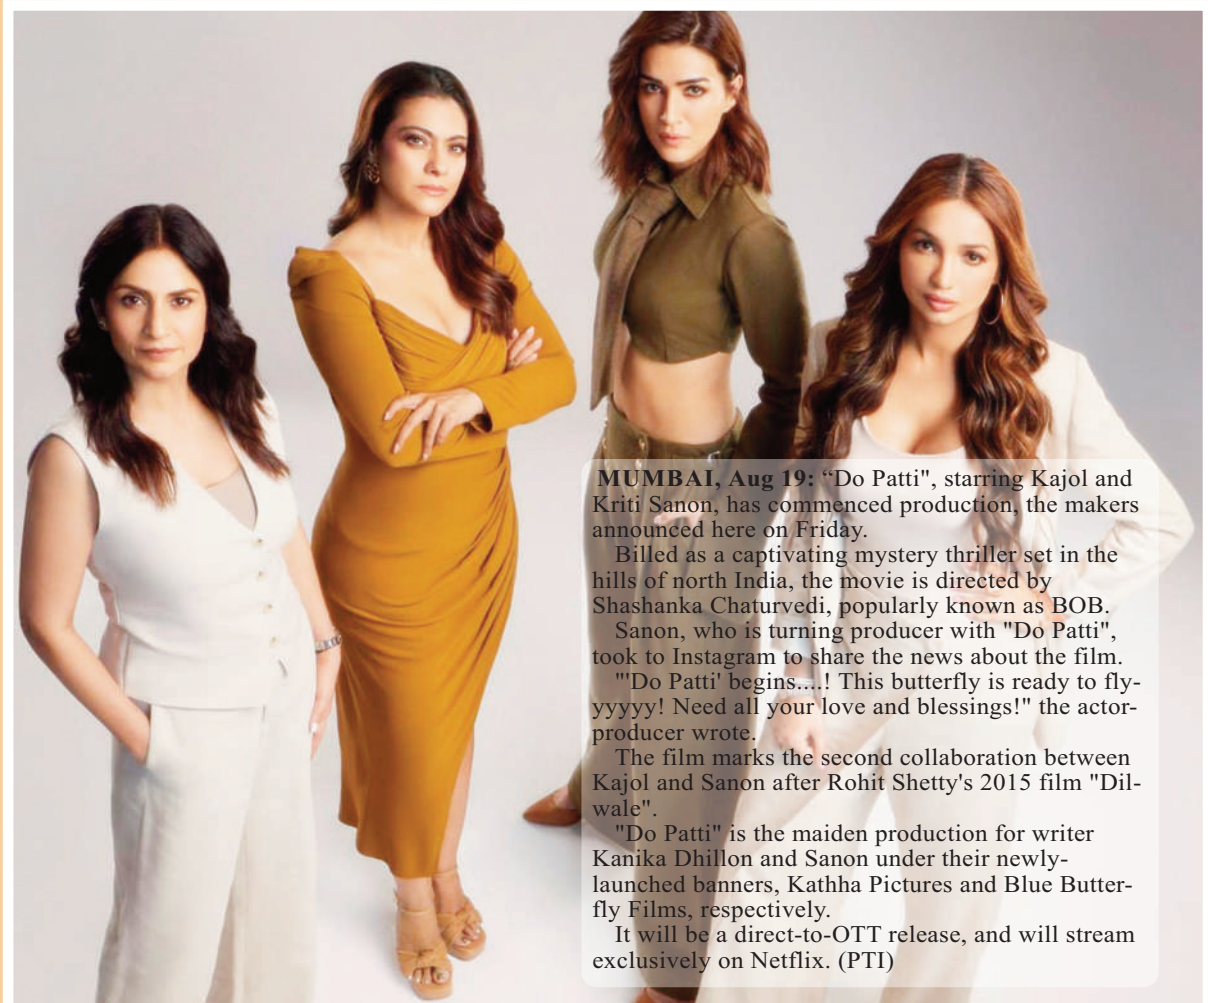 MUMBAI, Aug 19: “Do Patti", starring Kajol and
Kriti Sanon, has commenced production, the makers
announced here on Friday.
Billed as a captivating mystery thriller set in the
hills of north India, the movie is directed by
Shashanka Chaturvedi, popularly known as BOB.
Sanon, who is turning producer with "Do Patti",
took to Instagram to share the news about the film.
"'Do Patti' begins....! This butterfly is ready to fly-
yyyyy! Need all your love and blessings!" the actor-
producer wrote.
The film marks the second collaboration between
Kajol and Sanon after Rohit Shetty's 2015 film "Dil-
wale".
"Do Patti" is the maiden production for writer
Kanika Dhillon and Sanon under their newly-
launched banners, Kathha Pictures and Blue Butter-
fly Films, respectively.
It will be a direct-to-OTT release, and will stream
exclusively on Netflix. (PTI)